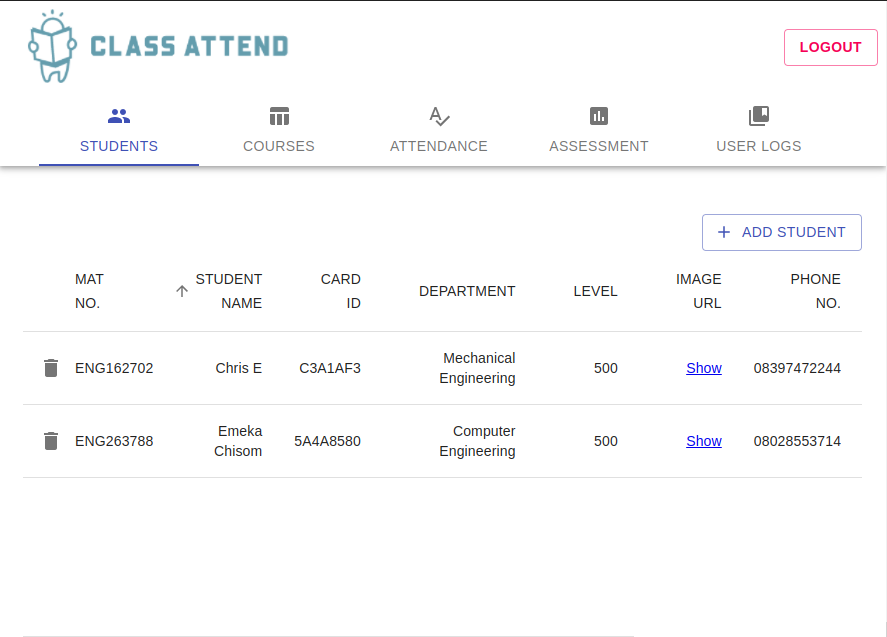 CLASS ATTEND
LOGOUT
STUDENTS COURSES ATTENDANCE ASSESSMENT USER LOGS
ADD STUDENT
MAT NO. STUDENT NAME CARD ID DEPARTMENT LEVEL IMAGE URL PHONE NO.
ENG162702 Chris E C3A1AF3 Mechanical Engineering 500 Show 08397472244
ENG263788 Emeka Chisom 5A4A8580 Computer Engineering 500 Show 08028553714